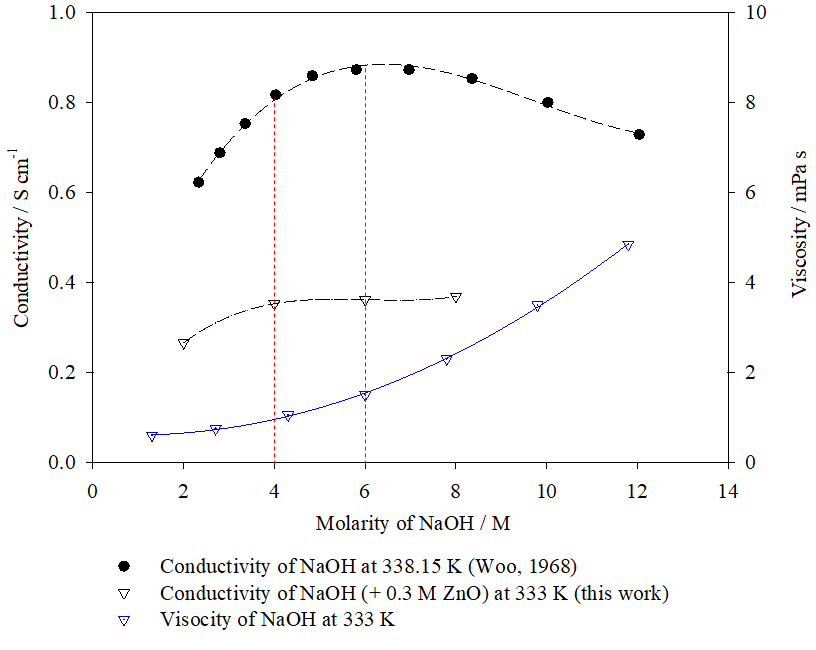 1.0
0.8
0.6
0.4
0.2
0.0
Conductivity / S cm-1
10
8
6
4
2
0
Viscosity / mPa s
0 2 4 6 8 10 12 14
Molarity of NaOH / M
Conductivity of NaOH at 338.15 K (Woo, 1968)
Conductivity of NaOH (+ 0.3 M ZnO) at 333 K (this work)
Visocity of NaOH at 333 K